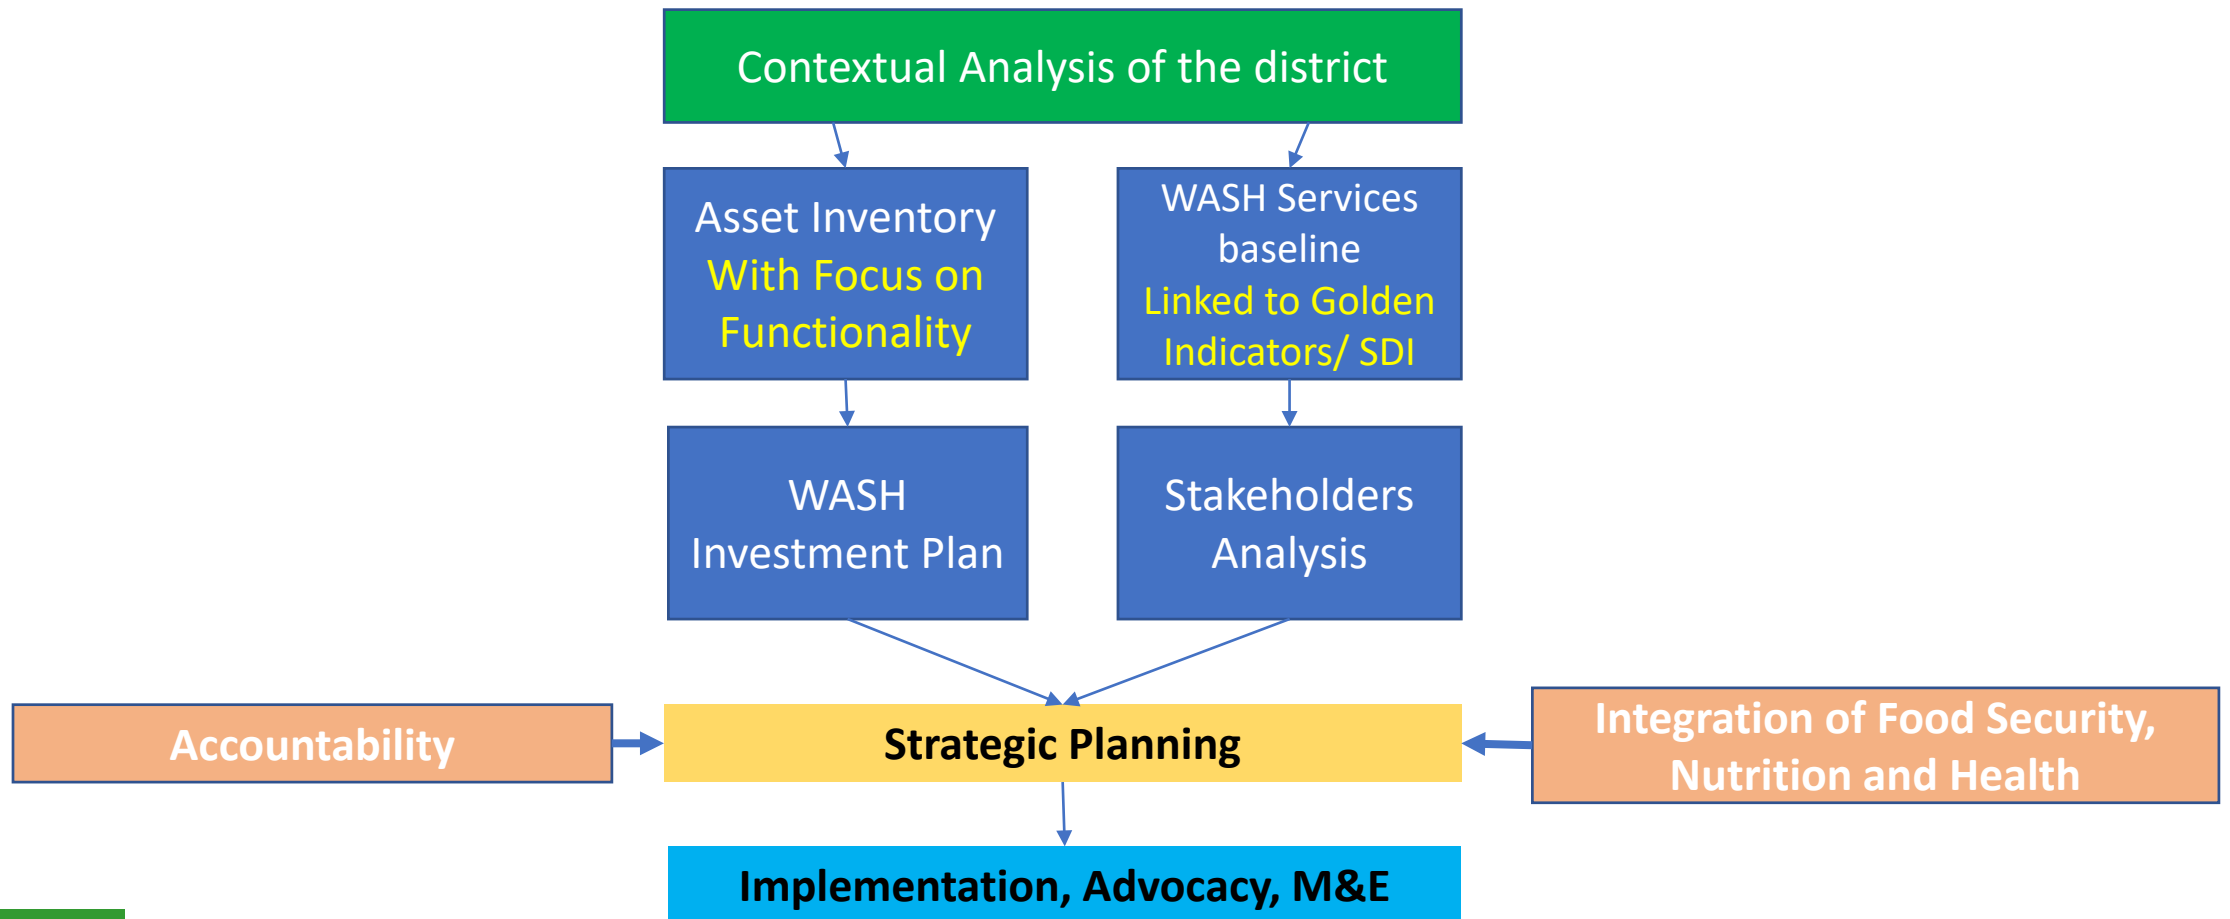 Contextual Analysis of the district
Asset Inventory
With Focus on
Functionality
WASH Services
baseline
Linked to Golden
Indicators/ SDI
WASH
Investment Plan
Stakeholders
Analysis
Accountability
Strategic Planning
Integration of Food Security,
Nutrition and Health
Implementation, Advocacy, M&E